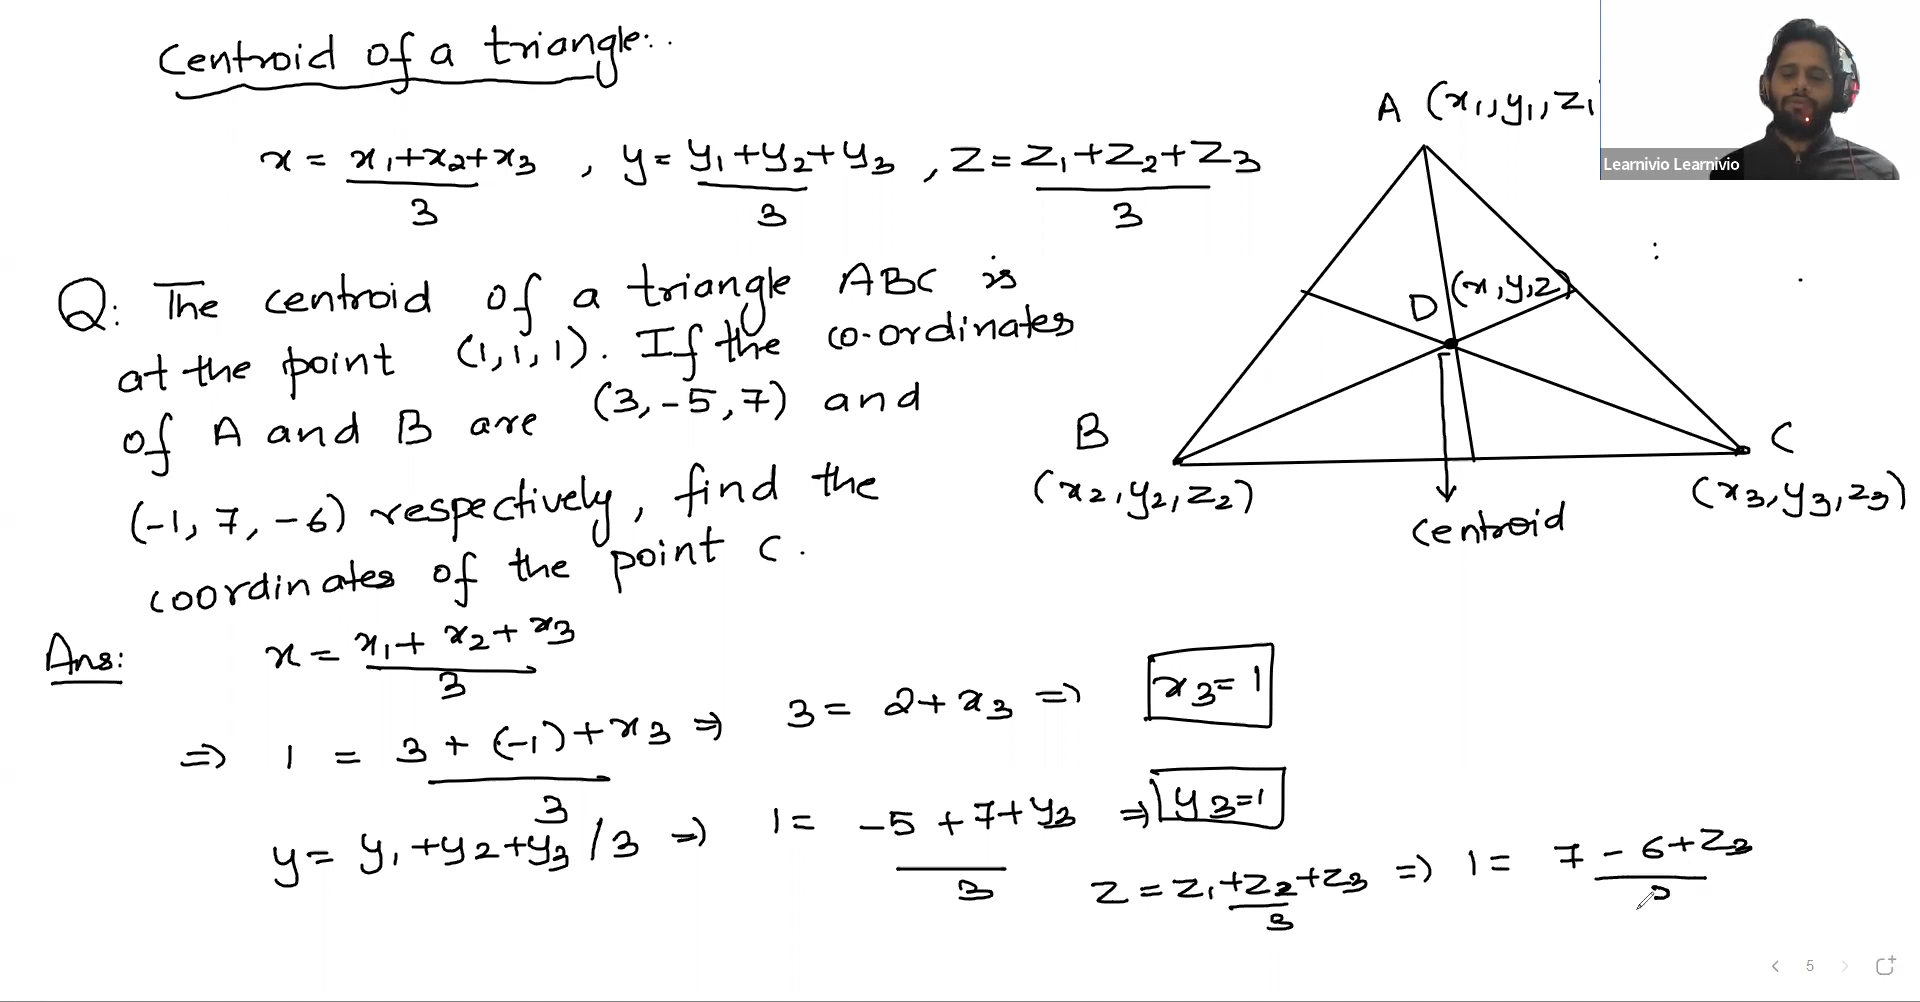 Centroid of a triangle:
x = x1+x2+x3 / 3 , y = y1+y2+y3 / 3 , z = z1+z2+z3 / 3
Q: The centroid of a triangle ABC is
at the point (1,1,1). If the co-ordinates
of A and B are (3,-5,7) and
(-1, 7, -6) respectively, find the
coordinates of the point C.
Ans: x = x1 + x2 + x3 / 3
=> 1 = 3 + (-1) + x3 / 3 => 3 = 2 + x3 => x3 = 1
y = y1 + y2 + y3 / 3 => 1 = -5 + 7 + y3 / 3 => y3 = 1
z = z1 + z2 + z3 / 3 => 1 = 7 - 6 + z3 / 3
A (x1, y1, z1
D (x, y, z)
B
(x2, y2, z2)
C
(x3, y3, z3)
centroid
Learnivio Learnivio
5